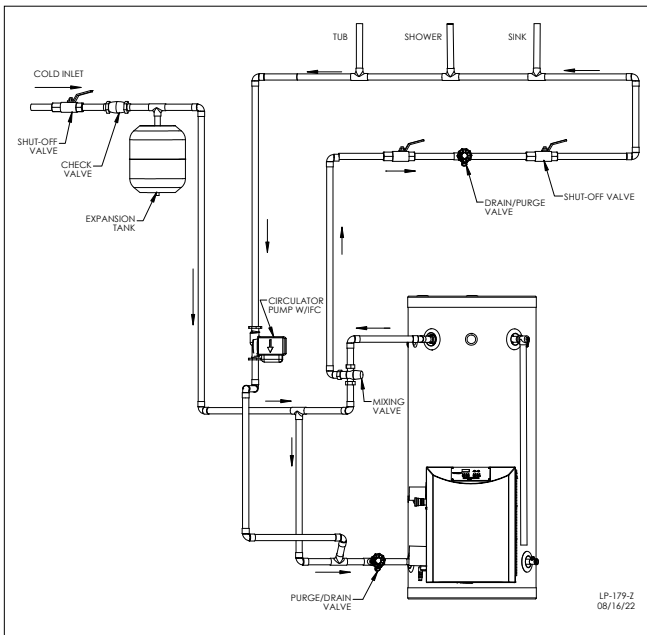 TUB
SHOWER
SINK
COLD INLET
SHUT-OFF
VALVE
CHECK
VALVE
EXPANSION
TANK
DRAIN/PURGE
VALVE
SHUT-OFF VALVE
CIRCULATOR
PUMP W/IFC
MIXING
VALVE
PURGE/DRAIN
VALVE
LP-179-Z
08/16/22